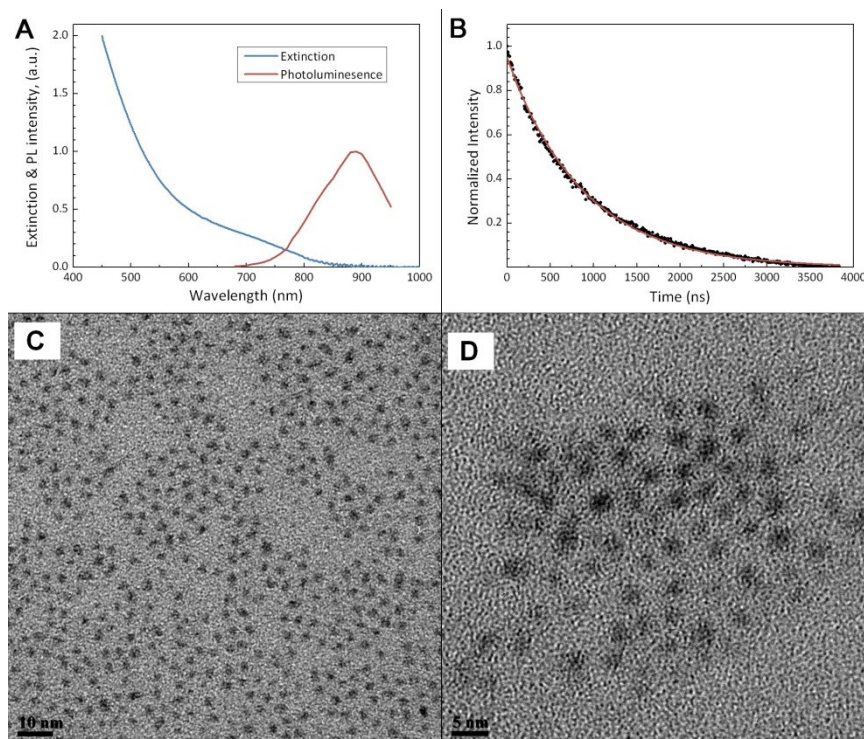 A
Extinction
Photoluminesence
Extinction & PL intensity, (a.u.)
2.0
1.5
1.0
0.5
0.0
400 500 600 700 800 900 1000
Wavelength (nm)
B
Normalized Intensity
1.0
0.8
0.6
0.4
0.2
0 500 1000 1500 2000 2500 3000 3500 4000
Time (ns)
C
10 nm
D
5 nm